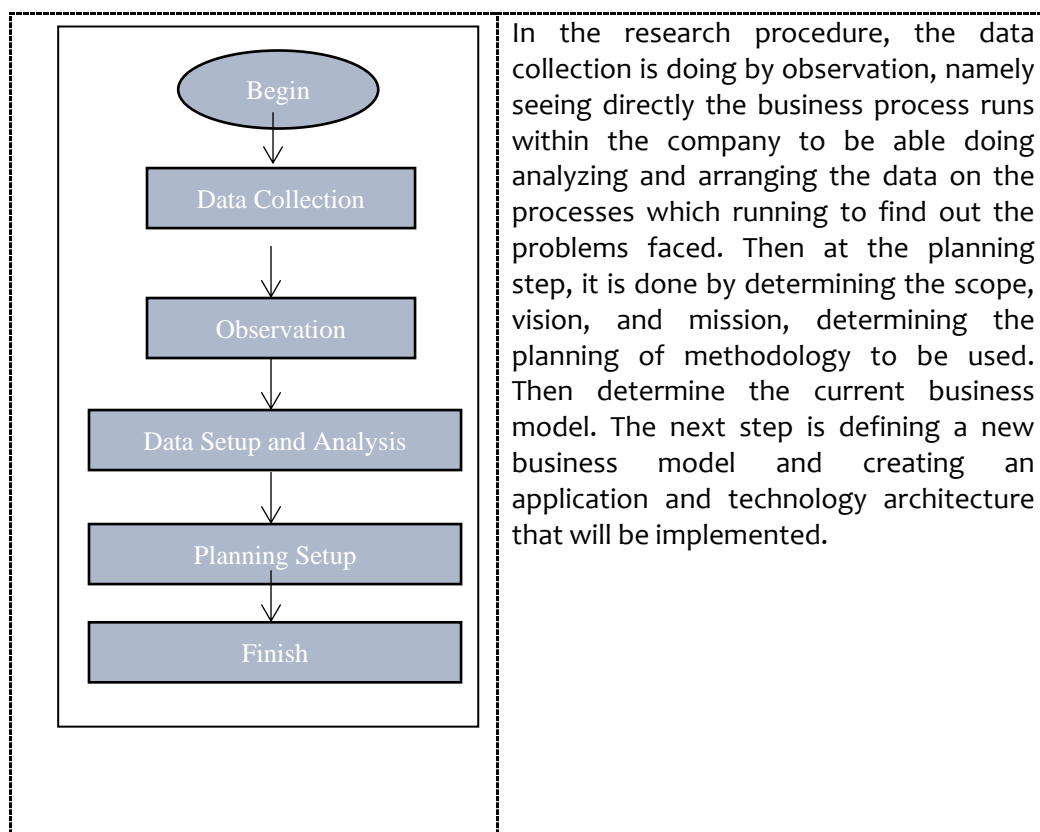 Begin
Data Collection
Observation
Data Setup and Analysis
Planning Setup
Finish
In the research procedure, the data
collection is doing by observation, namely
seeing directly the business process runs
within the company to be able doing
analyzing and arranging the data on the
processes which running to find out the
problems faced. Then at the planning
step, it is done by determining the scope,
vision, and mission, determining the
planning of methodology to be used.
Then determine the current business
model. The next step is defining a new
business model and creating an
application and technology architecture
that will be implemented.